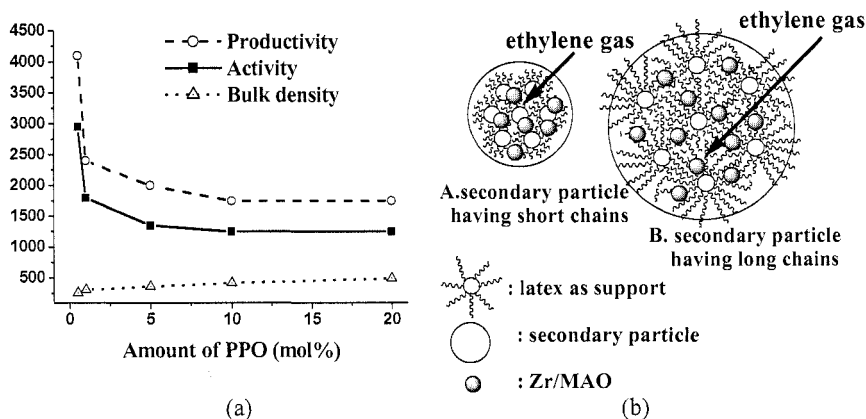 4500
4000
3500
3000
2500
2000
1500
1000
500
Productivity
Activity
Bulk density
0
5
10
15
20
Amount of PPO (mol%)
(a)
ethylene gas
ethylene gas
A.secondary particle
having short chains
B. secondary particle
having long chains
: latex as support
: secondary particle
: Zr/MAO
(b)